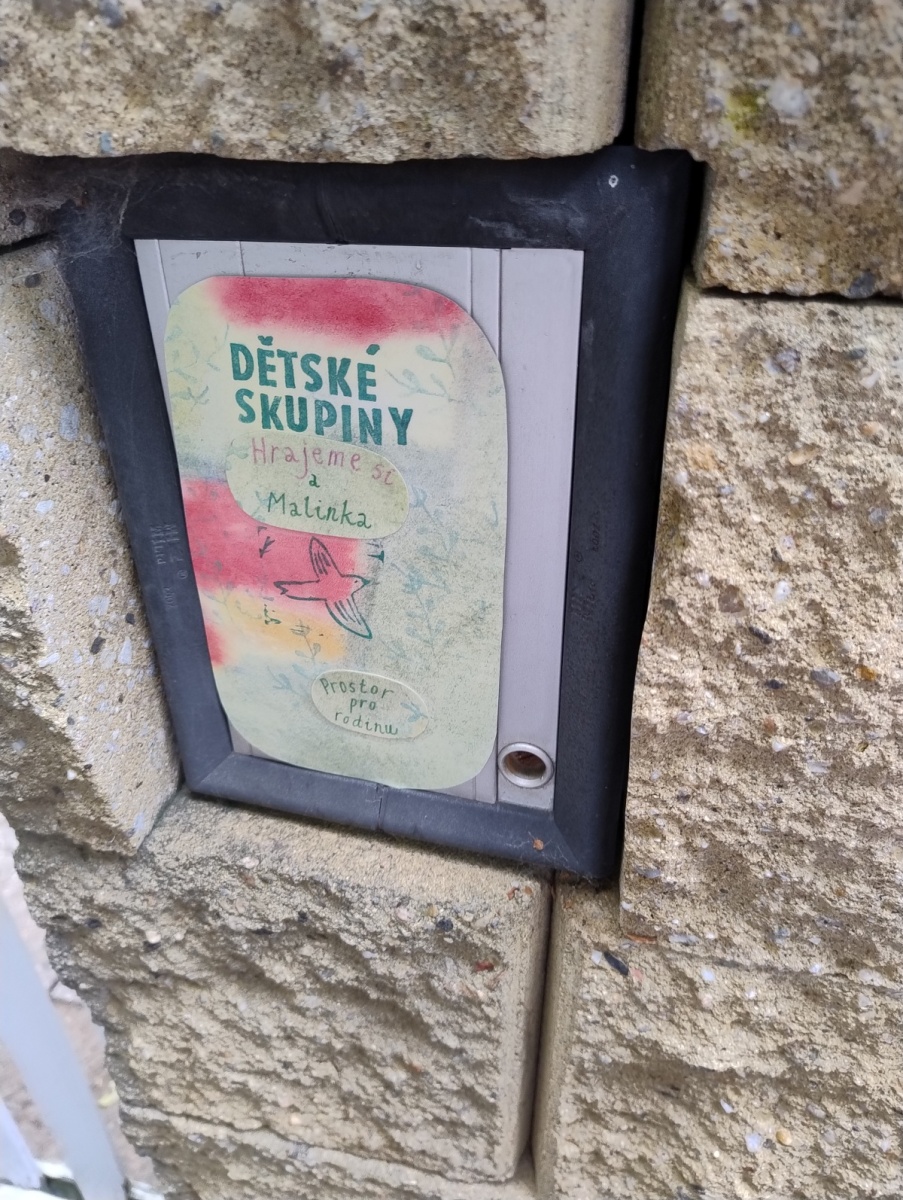 DĚTSKÉ
SKUPINY
Hrajeme si
a
Malinka
Prostor
pro
rodinu